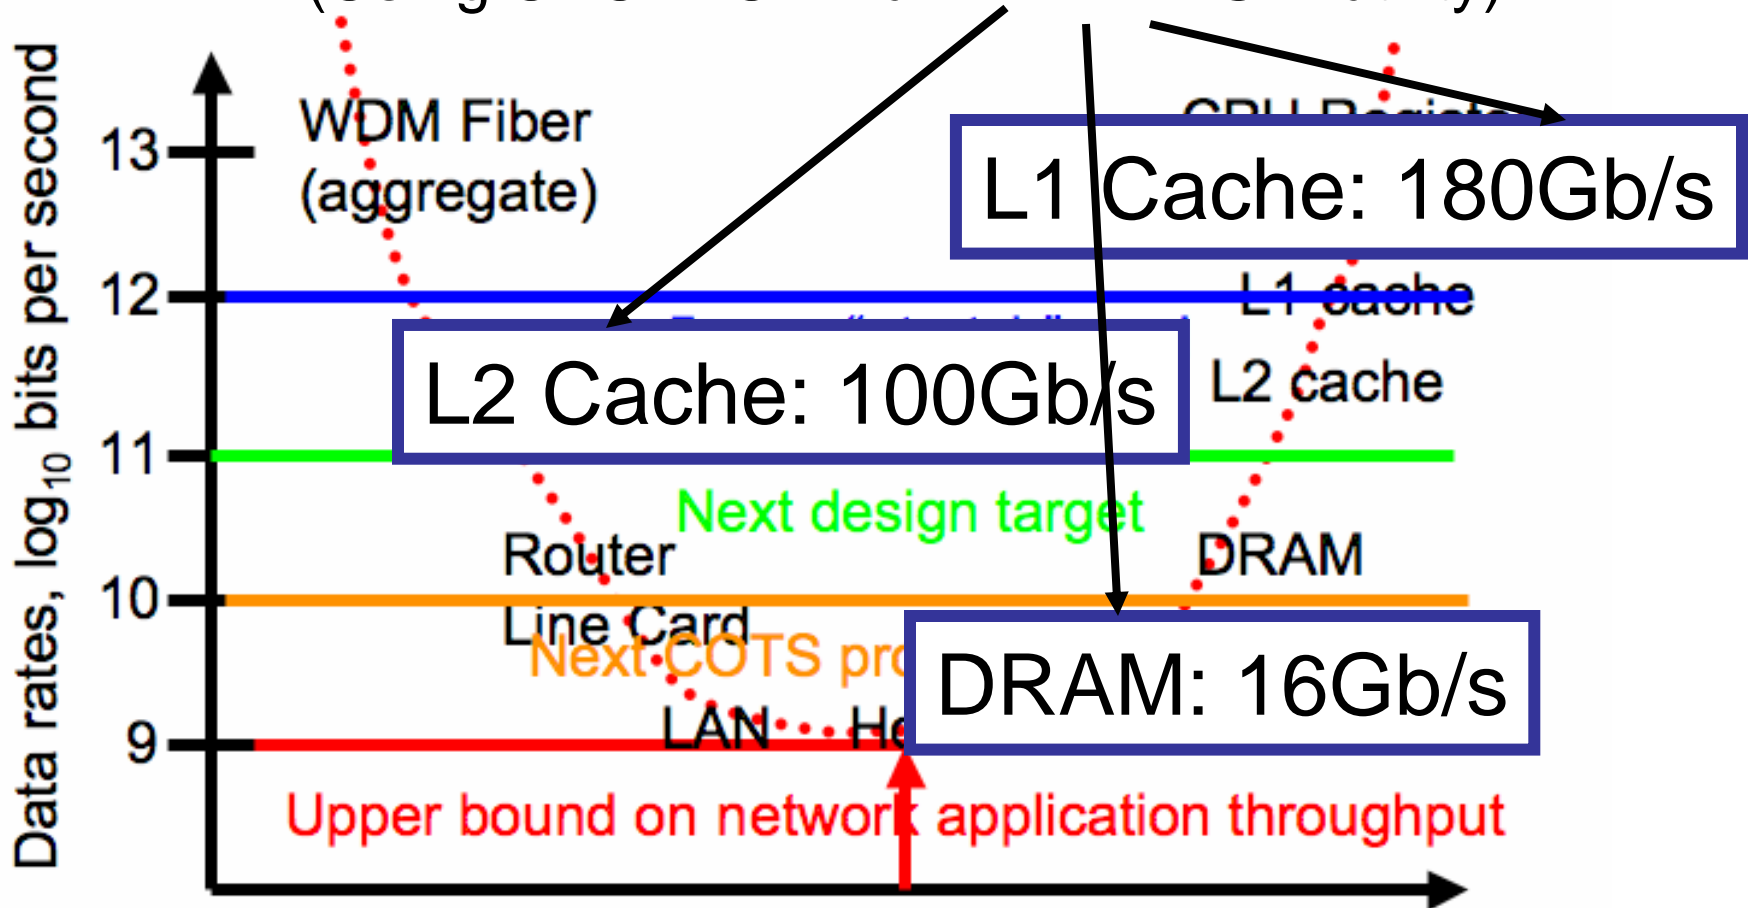 Data rates, log10 bits per second
13
12
11
10
9
WDM Fiber
(aggregate)
L1 Cache: 180Gb/s
L1 cache
L2 Cache: 100Gb/s
L2 cache
Next design target
Router
Line Card
DRAM
Next COTS
DRAM: 16Gb/s
LAN
Upper bound on network application throughput